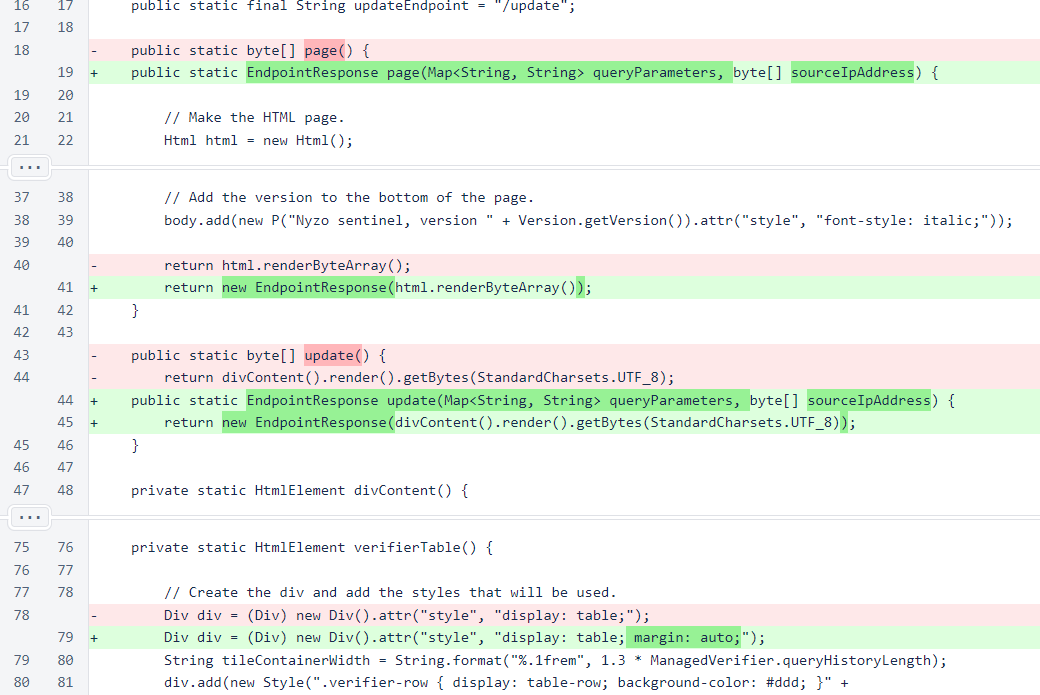 16 17 public static final String updateEndpoint = "/update";
17 18
18 - public static byte[] page() {
19 + public static EndpointResponse page(Map<String, String> queryParameters, byte[] sourceIpAddress) {
19 20
20 21 // Make the HTML page.
21 22 Html html = new Html();
...
37 38 // Add the version to the bottom of the page.
38 39 body.add(new P("Nyzo sentinel, version " + Version.getVersion()).attr("style", "font-style: italic;"));
39 40
40 - return html.renderByteArray();
41 + return new EndpointResponse(html.renderByteArray());
41 42 }
42 43
43 - public static byte[] update() {
44 - return divContent().render().getBytes(StandardCharsets.UTF_8);
44 + public static EndpointResponse update(Map<String, String> queryParameters, byte[] sourceIpAddress) {
45 + return new EndpointResponse(divContent().render().getBytes(StandardCharsets.UTF_8));
45 46 }
46 47
47 48 private static HtmlElement divContent() {
...
75 76 private static HtmlElement verifierTable() {
76 77
77 78 // Create the div and add the styles that will be used.
78 - Div div = (Div) new Div().attr("style", "display: table;");
79 + Div div = (Div) new Div().attr("style", "display: table; margin: auto;");
79 80 String tileContainerWidth = String.format("%.1frem", 1.3 * ManagedVerifier.queryHistoryLength);
80 81 div.add(new Style(".verifier-row { display: table-row; background-color: #ddd; }" +